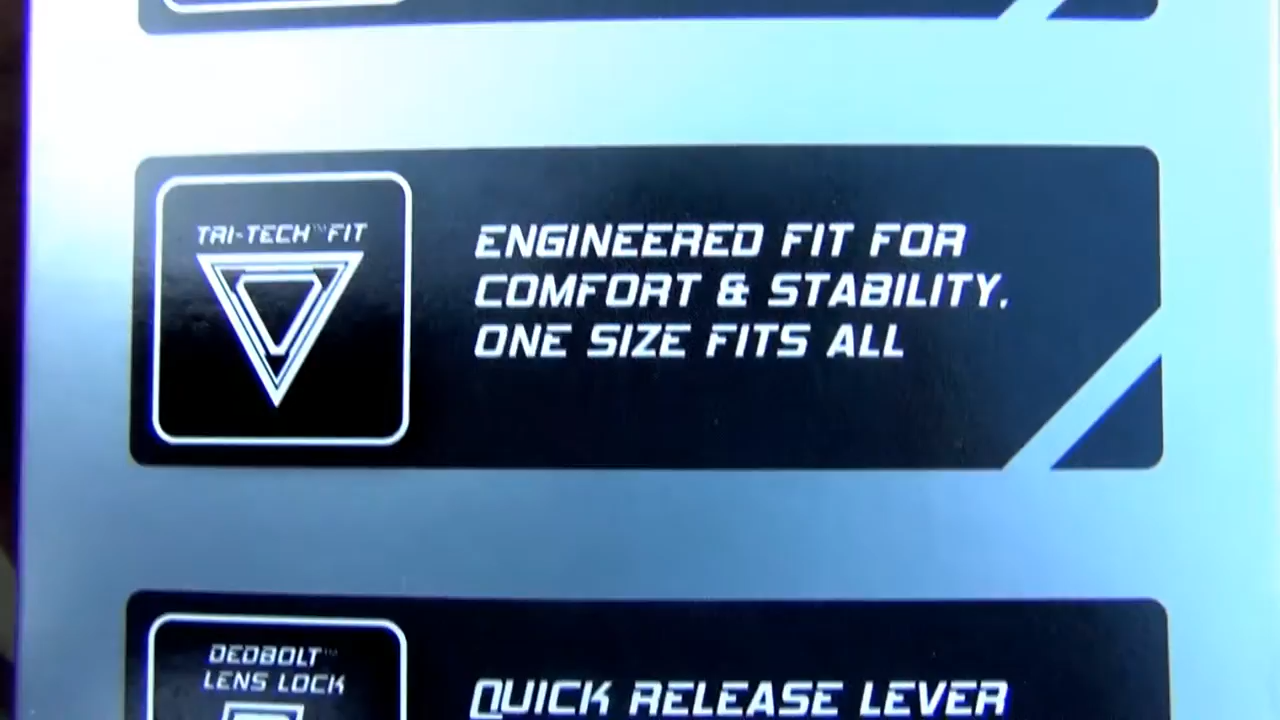 TRI-TECH™ FIT
ENGINEERED FIT FOR
COMFORT & STABILITY.
ONE SIZE FITS ALL
DEDBOLT™
LENS LOCK
QUICK RELEASE LEVER